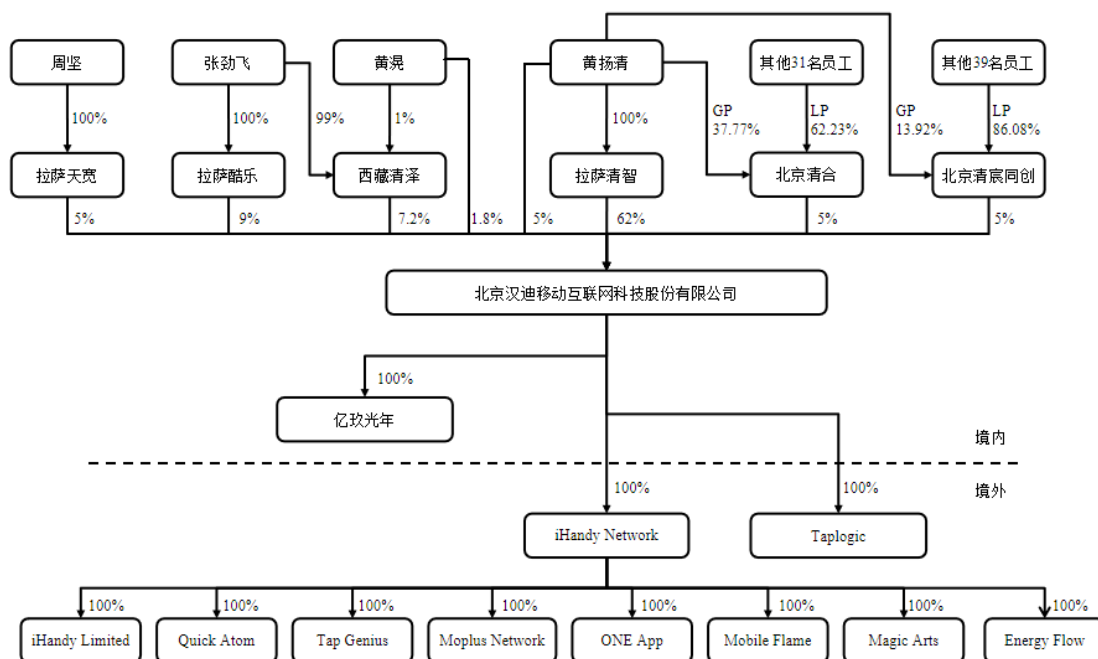 周坚
张劲飞
黄滉
黄扬清
其他31名员工
其他39名员工
100%
100%
99%
1%
100%
GP
37.77%
LP
62.23%
GP
13.92%
LP
86.08%
拉萨天宽
拉萨酷乐
西藏清泽
拉萨清智
北京清合
北京清宸同创
5%
9%
7.2%
1.8%
5%
62%
5%
5%
北京汉迪移动互联网科技股份有限公司
100%
亿玖光年
境内
境外
100%
100%
iHandy Network
Taplogic
100%
100%
100%
100%
100%
100%
100%
100%
iHandy Limited
Quick Atom
Tap Genius
Moplus Network
ONE App
Mobile Flame
Magic Arts
Energy Flow